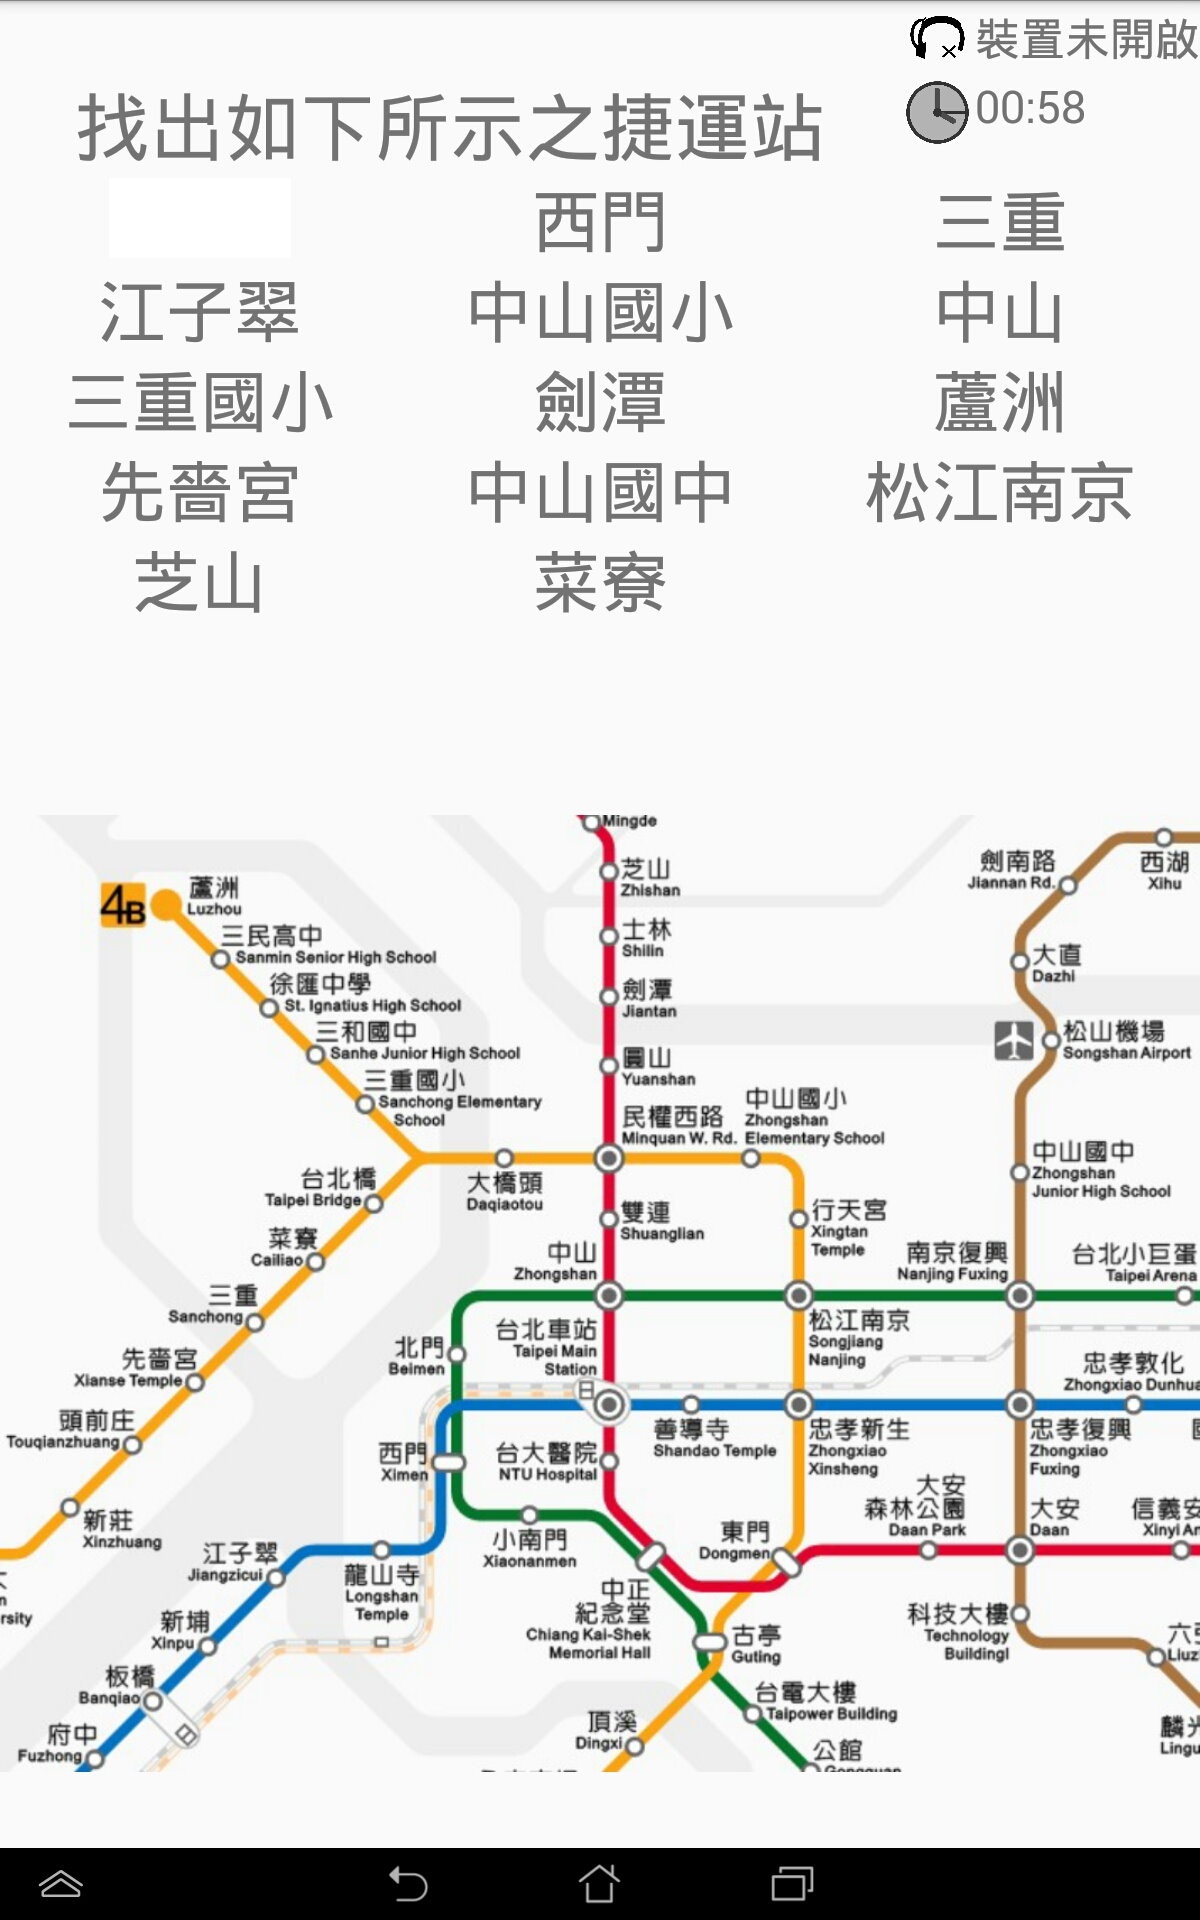 裝置未開啟
00:58
找出如下所示之捷運站
西門 三重
江子翠 中山國小 中山
三重國小 劍潭 蘆洲
先嗇宮 中山國中 松江南京
芝山 菜寮
Mingde
芝山
Zhishan
士林
Shilin
劍潭
Jiantan
圓山
Yuanshan
民權西路
Minquan W. Rd.
中山國小
Zhongshan
Elementary School
4B
蘆洲
Luzhou
三民高中
Sanmin Senior High School
徐匯中學
St. Ignatius High School
三和國中
Sanhe Junior High School
三重國小
Sanchong Elementary
School
劍南路
Jiannan Rd.
西湖
Xihu
大直
Dazhi
松山機場
Songshan Airport
中山國中
Zhongshan
Junior High School
台北橋
Taipei Bridge
大橋頭
Daqiaotou
菜寮
Cailiao
三重
Sanchong
先嗇宮
Xianse Temple
頭前庄
Touqianzhuang
新莊
Xinzhuang
雙連
Shuanglian
行天宮
Xingtan
Temple
中山
Zhongshan
南京復興
Nanjing Fuxing
台北小巨蛋
Taipei Arena
北門
Beimen
台北車站
Taipei Main
Station
松江南京
Songjiang
Nanjing
忠孝敦化
Zhongxiao Dunhua
西門
Ximen
台大醫院
NTU Hospital
善導寺
Shandao Temple
忠孝新生
Zhongxiao
Xinsheng
忠孝復興
Zhongxiao
Fuxing
大安
森林公園
Daan Park
大安
Daan
信義安
Xinyi An
小南門
Xiaonanmen
東門
Dongmen
江子翠
Jiangzicui
龍山寺
Longshan
Temple
rsity
新埔
Xinpu
板橋
Banqiao
府中
Fuzhong
中正
紀念堂
Chiang Kai-Shek
Memorial Hall
古亭
Guting
科技大樓
Technology
Buildingl
台電大樓
Taipower Building
頂溪
Dingxi
公館
六張
Liuz
麟光
Lingu